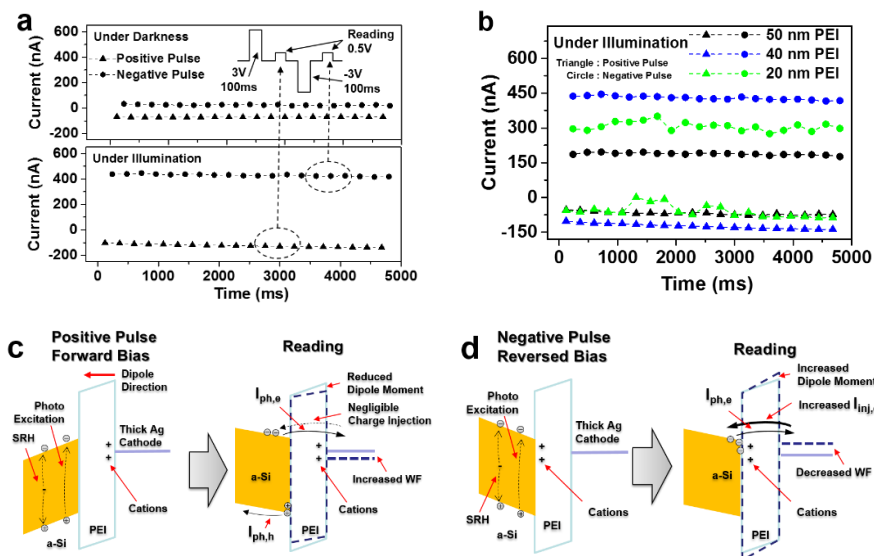 a
Under Darkness
Positive Pulse
Negative Pulse
Reading
0.5V
3V
100ms
-3V
100ms
600
400
200
0
-200
Current (nA)
Under Illumination
600
400
200
0
-200
Current (nA)
0 1000 2000 3000 4000 5000
Time (ms)
b
Under Illumination
Triangle : Positive Pulse
Circle : Negative Pulse
50 nm PEI
40 nm PEI
20 nm PEI
600
450
300
150
0
-150
Current (nA)
0 1000 2000 3000 4000 5000
Time (ms)
c
Positive Pulse
Forward Bias
Dipole
Direction
Photo
Excitation
SRH
Thick Ag
Cathode
Cations
a-Si
PEI
Reading
Reduced
Dipole Moment
Negligible
Charge Injection
Iph,e
Increased WF
Cations
a-Si
PEI
Iph,h
d
Negative Pulse
Reversed Bias
Photo
Excitation
Thick Ag
Cathode
Cations
SRH
a-Si
PEI
Reading
Increased
Dipole Moment
Iph,e
Increased Iinj,e
Decreased WF
Cations
a-Si
PEI